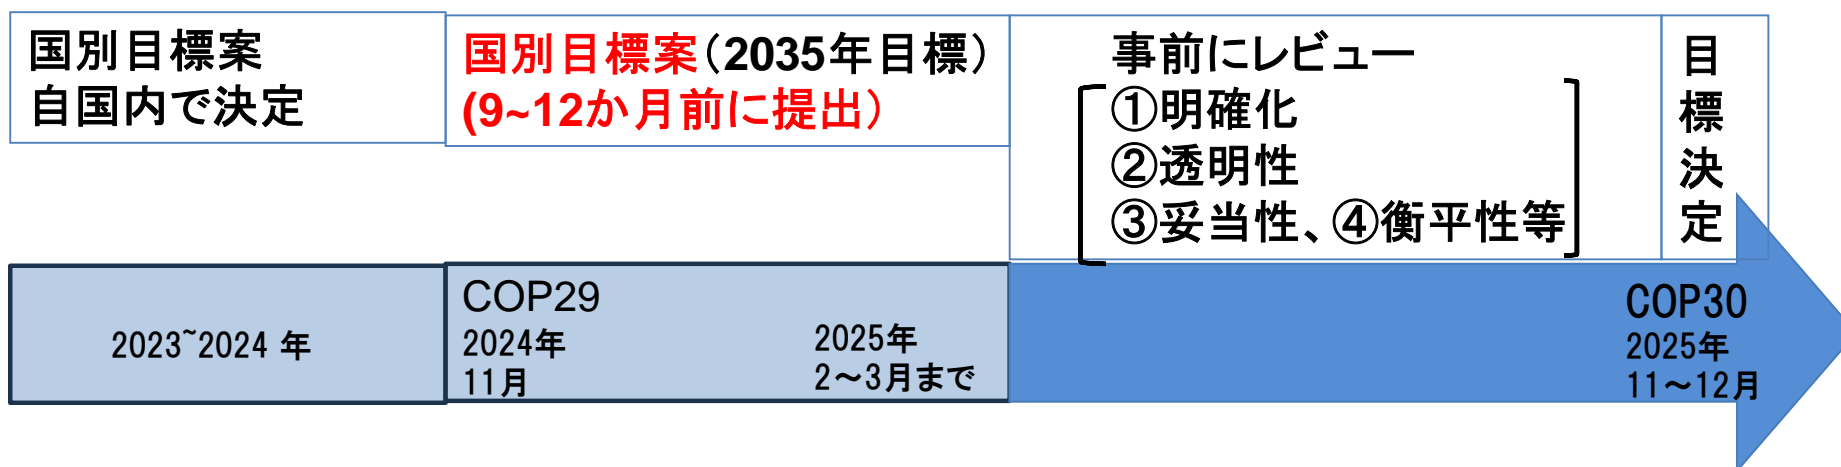 国別目標案
自国内で決定
国別目標案(2035年目標)
(9~12か月前に提出)
事前にレビュー
①明確化
②透明性
③妥当性、④衡平性等
目
標
決
定
2023~2024 年
COP29
2024年
11月
2025年
2～3月まで
COP30
2025年
11～12月